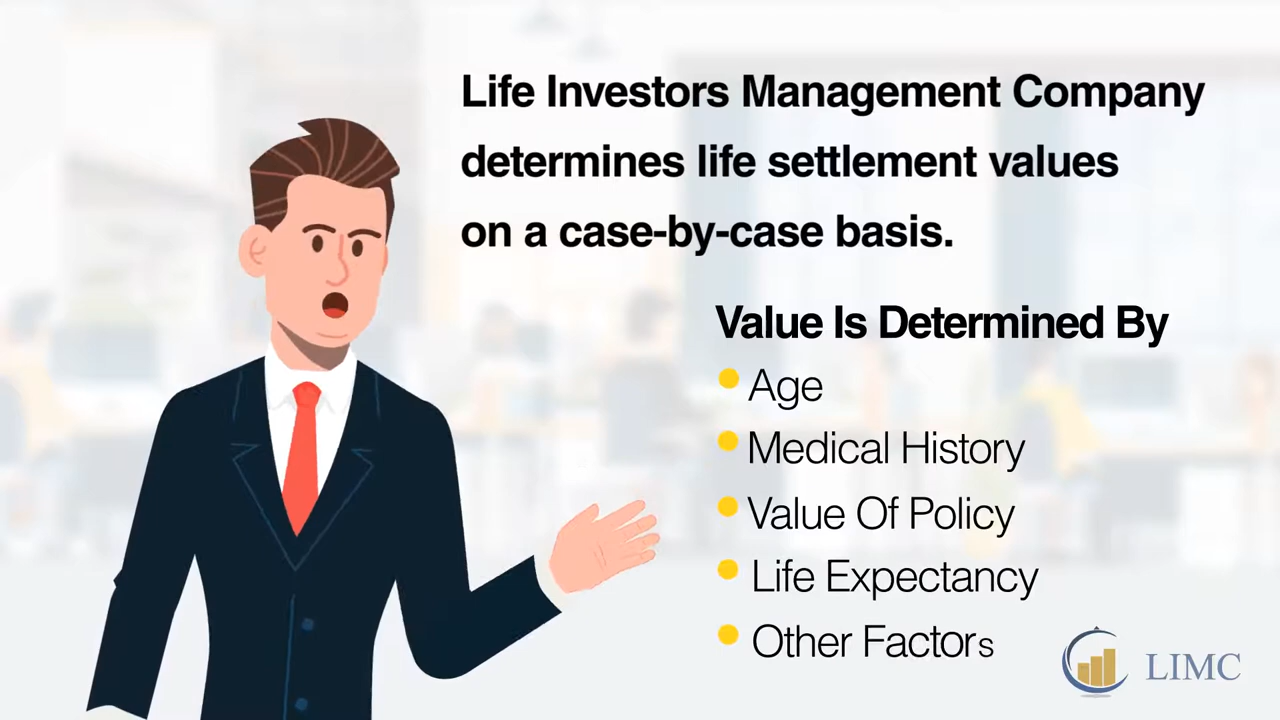 Life Investors Management Company
determines life settlement values
on a case-by-case basis.
Value Is Determined By
Age
Medical History
Value Of Policy
Life Expectancy
Other Factors
LIMC